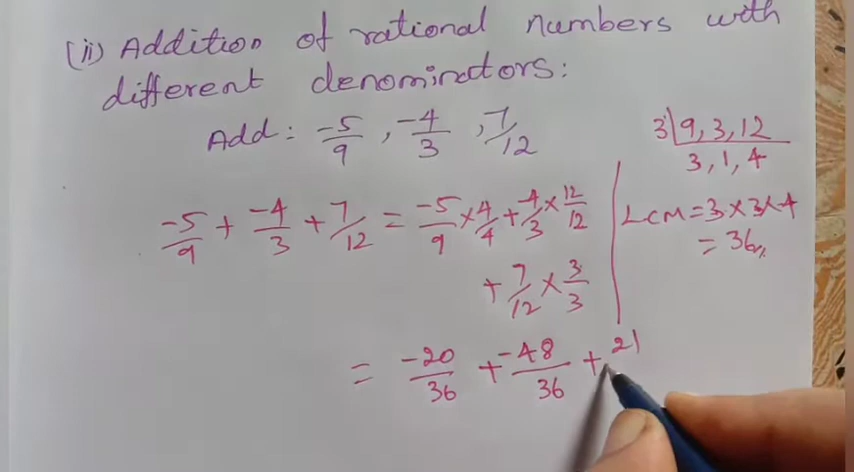 (ii) Addition of rational numbers with
different denominators:
Add: -5/9, -4/3, 7/12
3|9, 3, 12
3, 1, 4
LCM = 3×3×4
= 36//
-5/9 + -4/3 + 7/12 = -5/9 × 4/4 + -4/3 × 12/12
+ 7/12 × 3/3
= -20/36 + -48/36 + 21